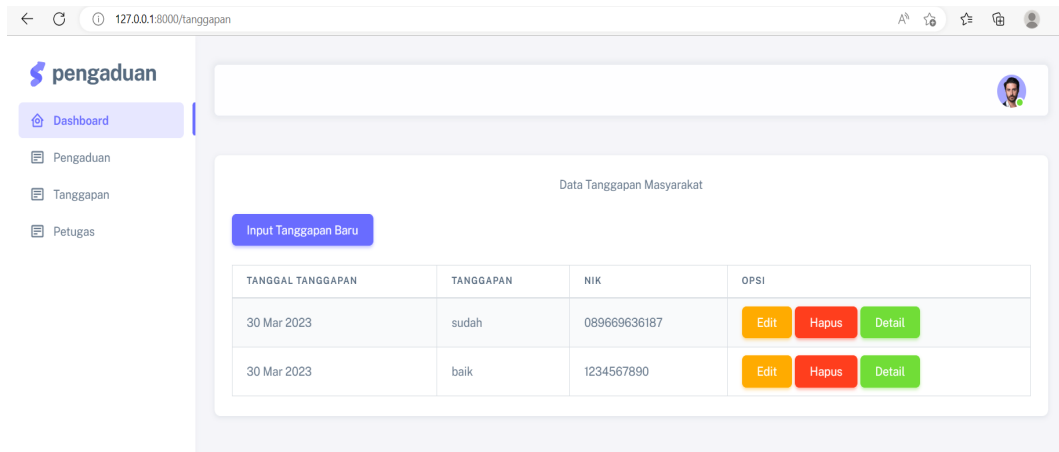 127.0.0.1:8000/tanggapan
pengaduan
Dashboard
Pengaduan
Tanggapan
Petugas
Data Tanggapan Masyarakat
Input Tanggapan Baru
TANGGAL TANGGAPAN TANGGAPAN NIK OPSI
30 Mar 2023 sudah 089669636187 Edit Hapus Detail
30 Mar 2023 baik 1234567890 Edit Hapus Detail